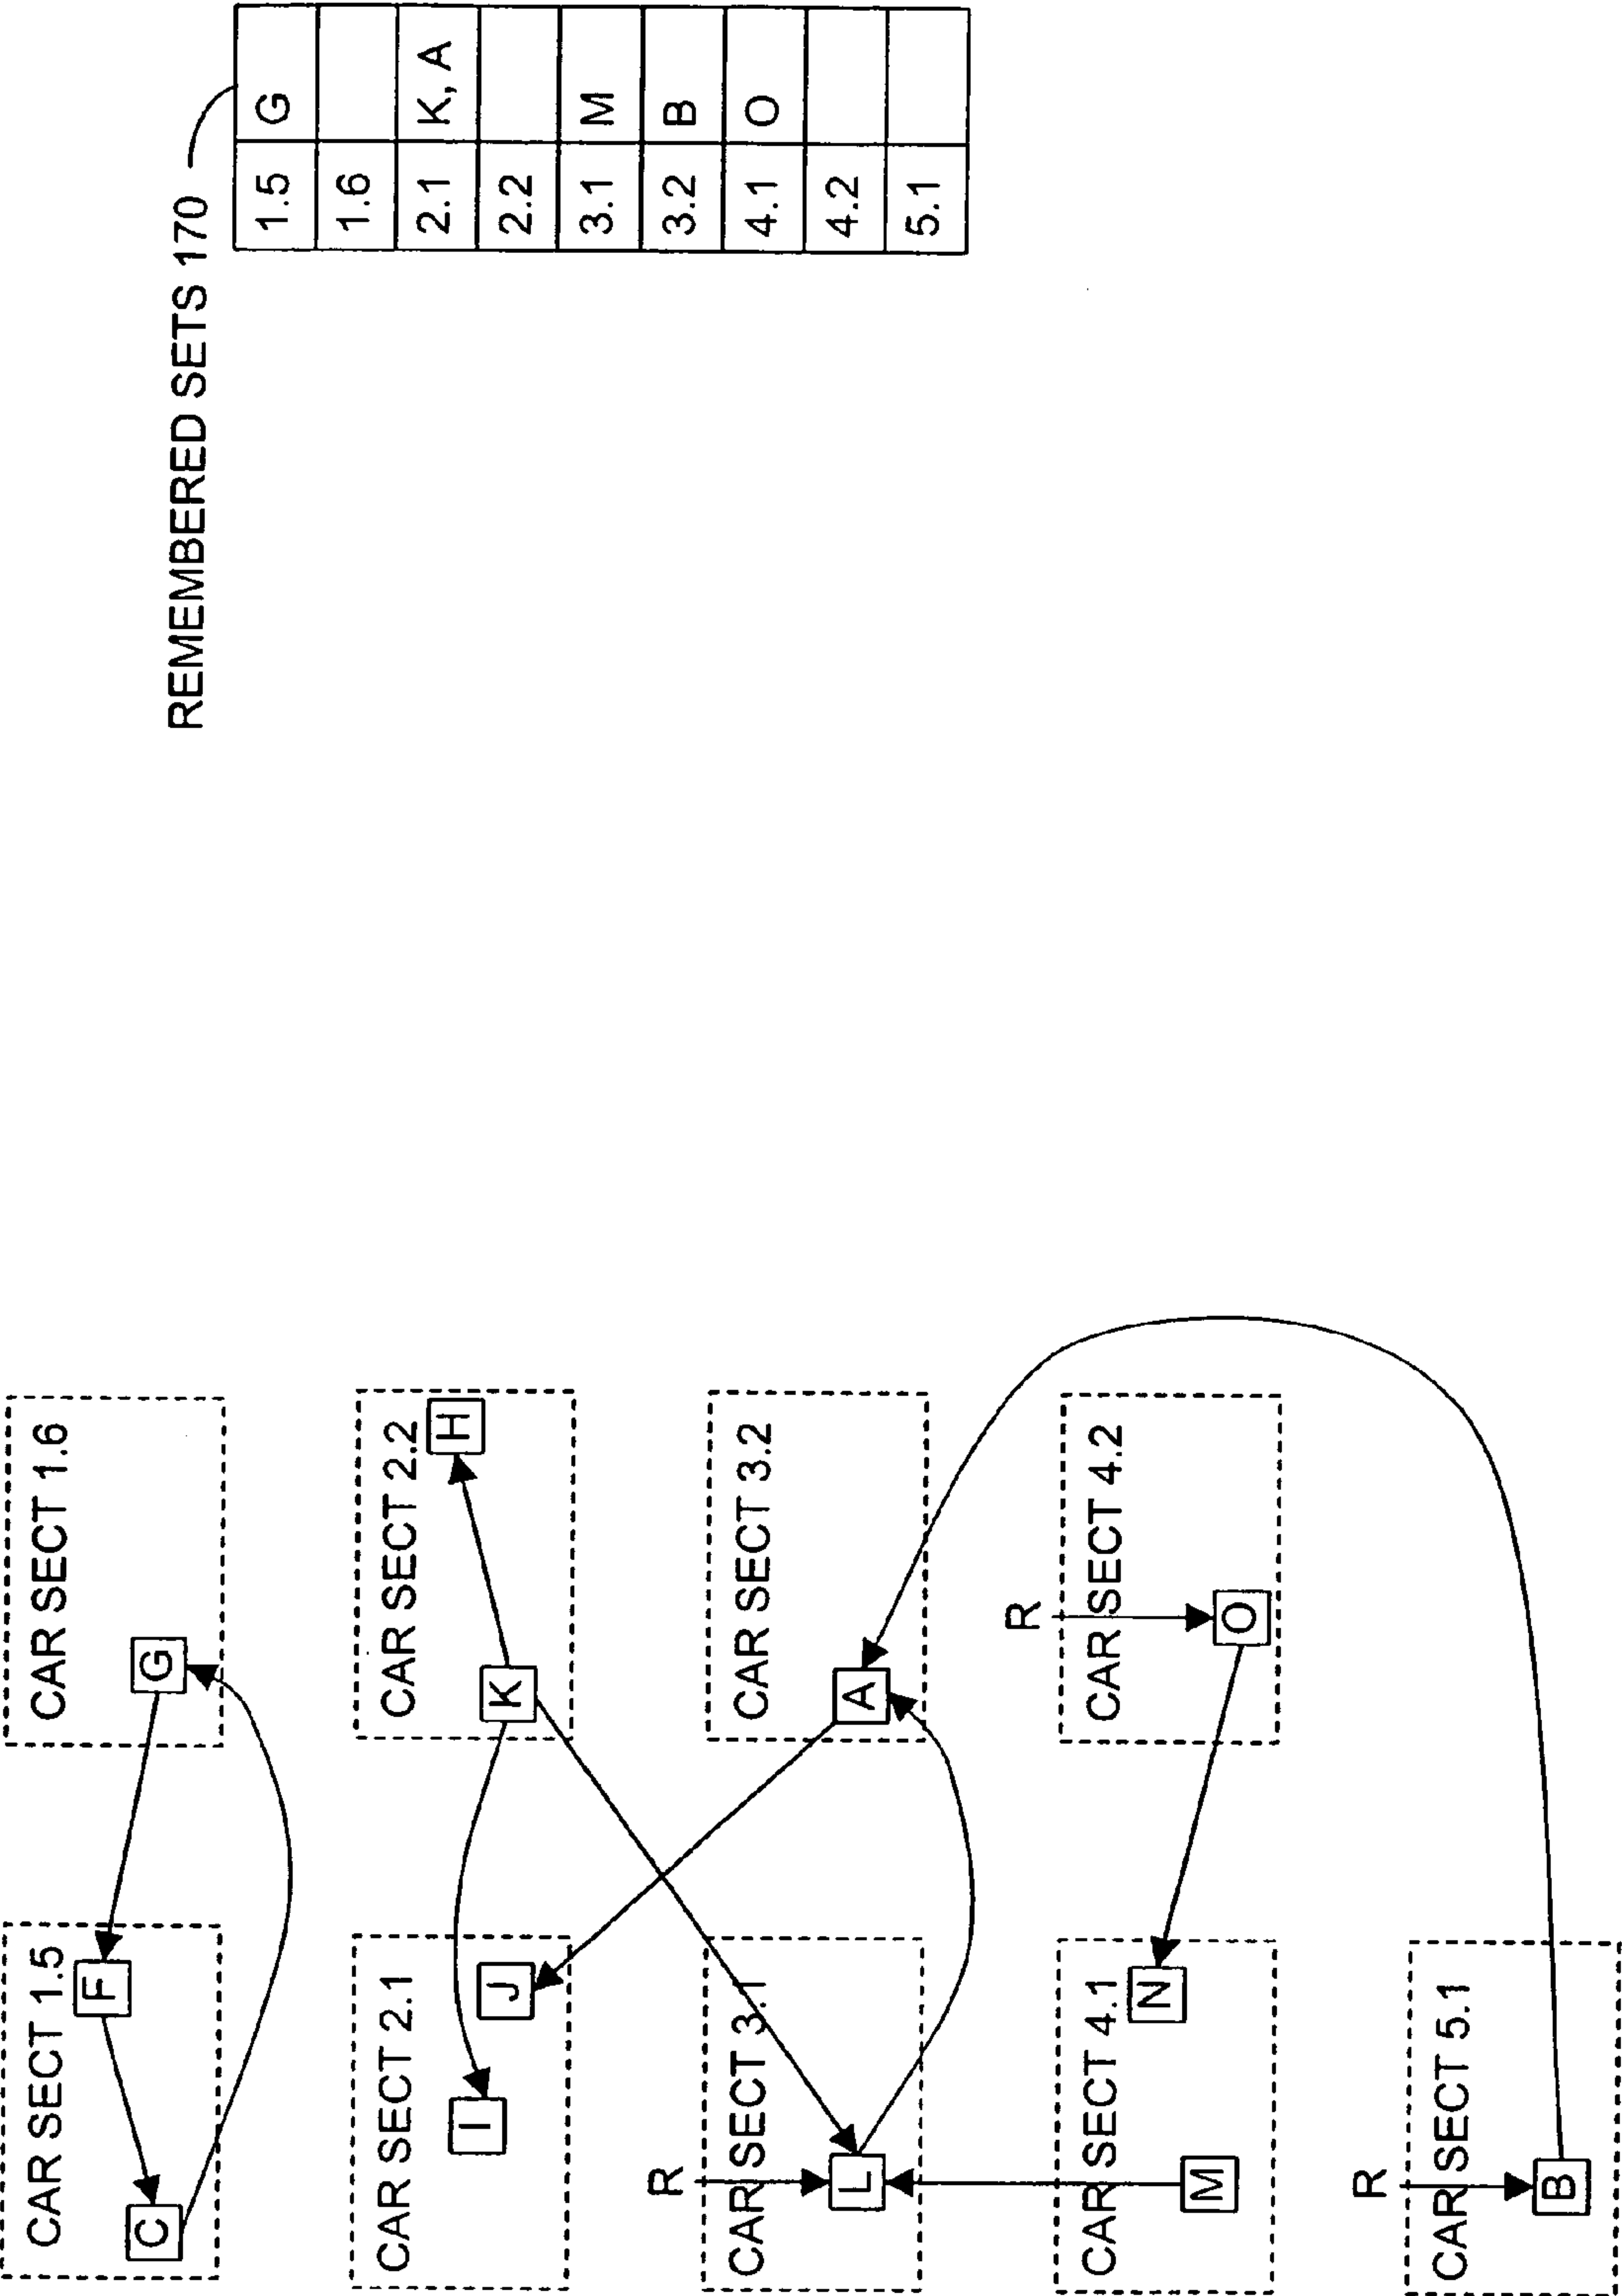 CAR SECT 1.5
C
F
CAR SECT 1.6
G
CAR SECT 2.1
I
J
CAR SECT 2.2
K
H
R
CAR SECT 3.1
L
CAR SECT 3.2
A
CAR SECT 4.1
M
N
R
CAR SECT 4.2
O
R
CAR SECT 5.1
B
REMEMBERED SETS 170
1.5 G
1.6
2.1 K, A
2.2
3.1 M
3.2 B
4.1 O
4.2
5.1